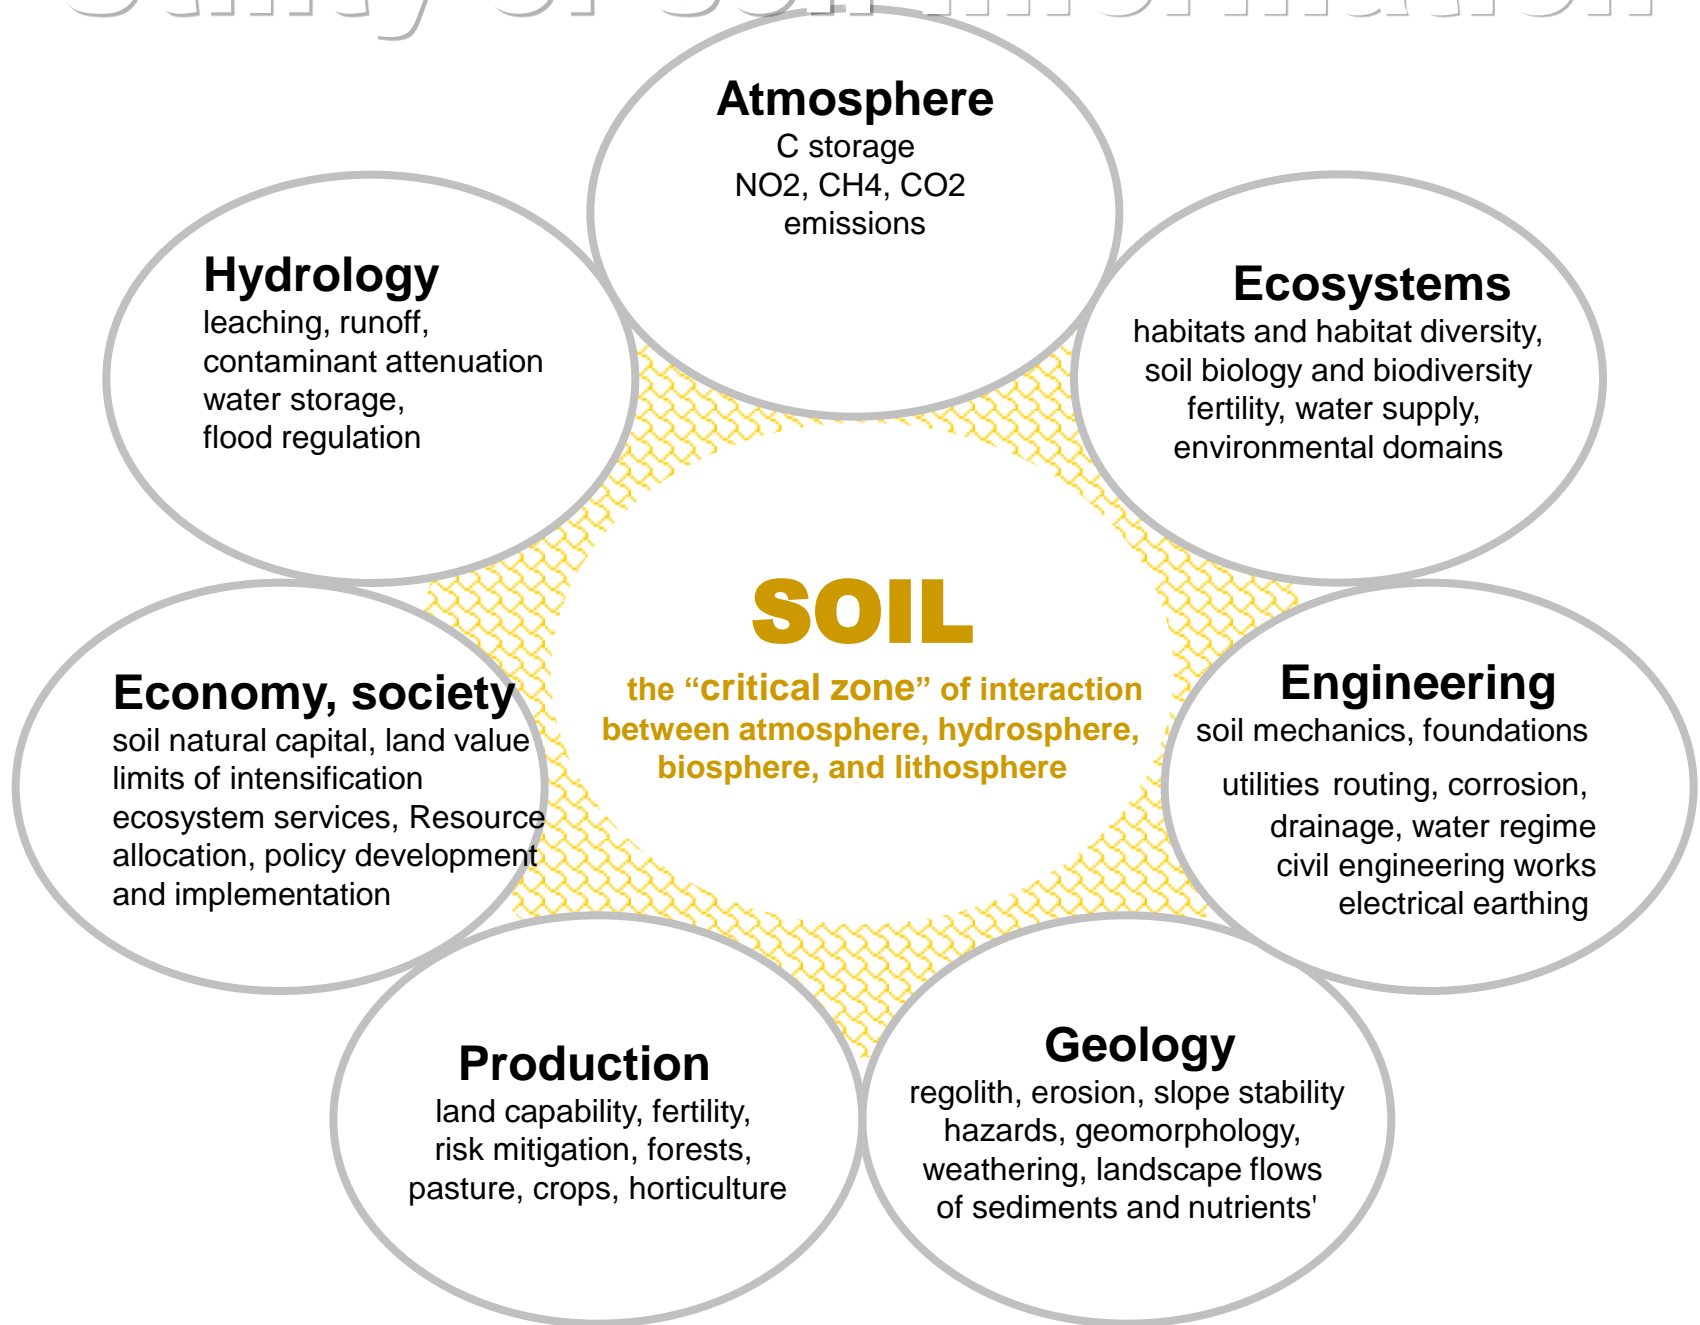 Utility of soil information
Atmosphere
C storage
NO2, CH4, CO2
emissions
Hydrology
leaching, runoff,
contaminant attenuation
water storage,
flood regulation
Ecosystems
habitats and habitat diversity,
soil biology and biodiversity
fertility, water supply,
environmental domains
SOIL
the “critical zone” of interaction
between atmosphere, hydrosphere,
biosphere, and lithosphere
Economy, society
soil natural capital, land value
limits of intensification
ecosystem services, Resource
allocation, policy development
and implementation
Engineering
soil mechanics, foundations
utilities routing, corrosion,
drainage, water regime
civil engineering works
electrical earthing
Production
land capability, fertility,
risk mitigation, forests,
pasture, crops, horticulture
Geology
regolith, erosion, slope stability
hazards, geomorphology,
weathering, landscape flows
of sediments and nutrients'